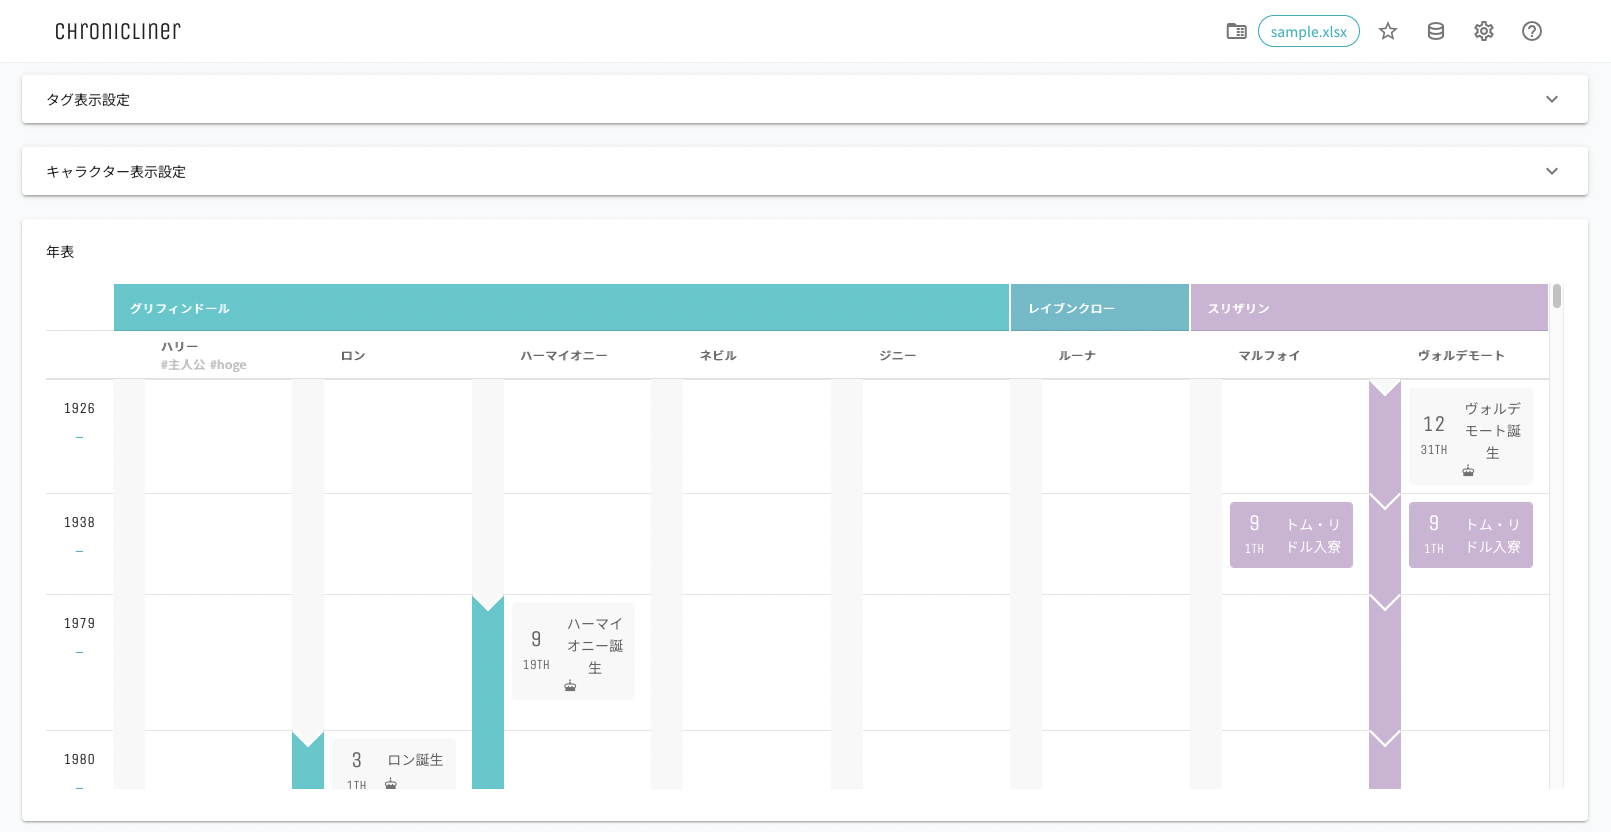 CHRONICLINER
sample.xlsx
タグ表示設定
キャラクター表示設定
年表
グリフィンドール レイブンクロー スリザリン
ハリー
#主人公 #hoge
ロン ハーマイオニー ネビル ジニー ルーナ マルフォイ ヴォルデモート
1926
12
31TH
ヴォルデ
モート誕
生
1938
9
1TH
トム・リ
ドル入寮
9
1TH
トム・リ
ドル入寮
1979
9
19TH
ハーマイ
オニー誕
生
1980
3
1TH
ロン誕生